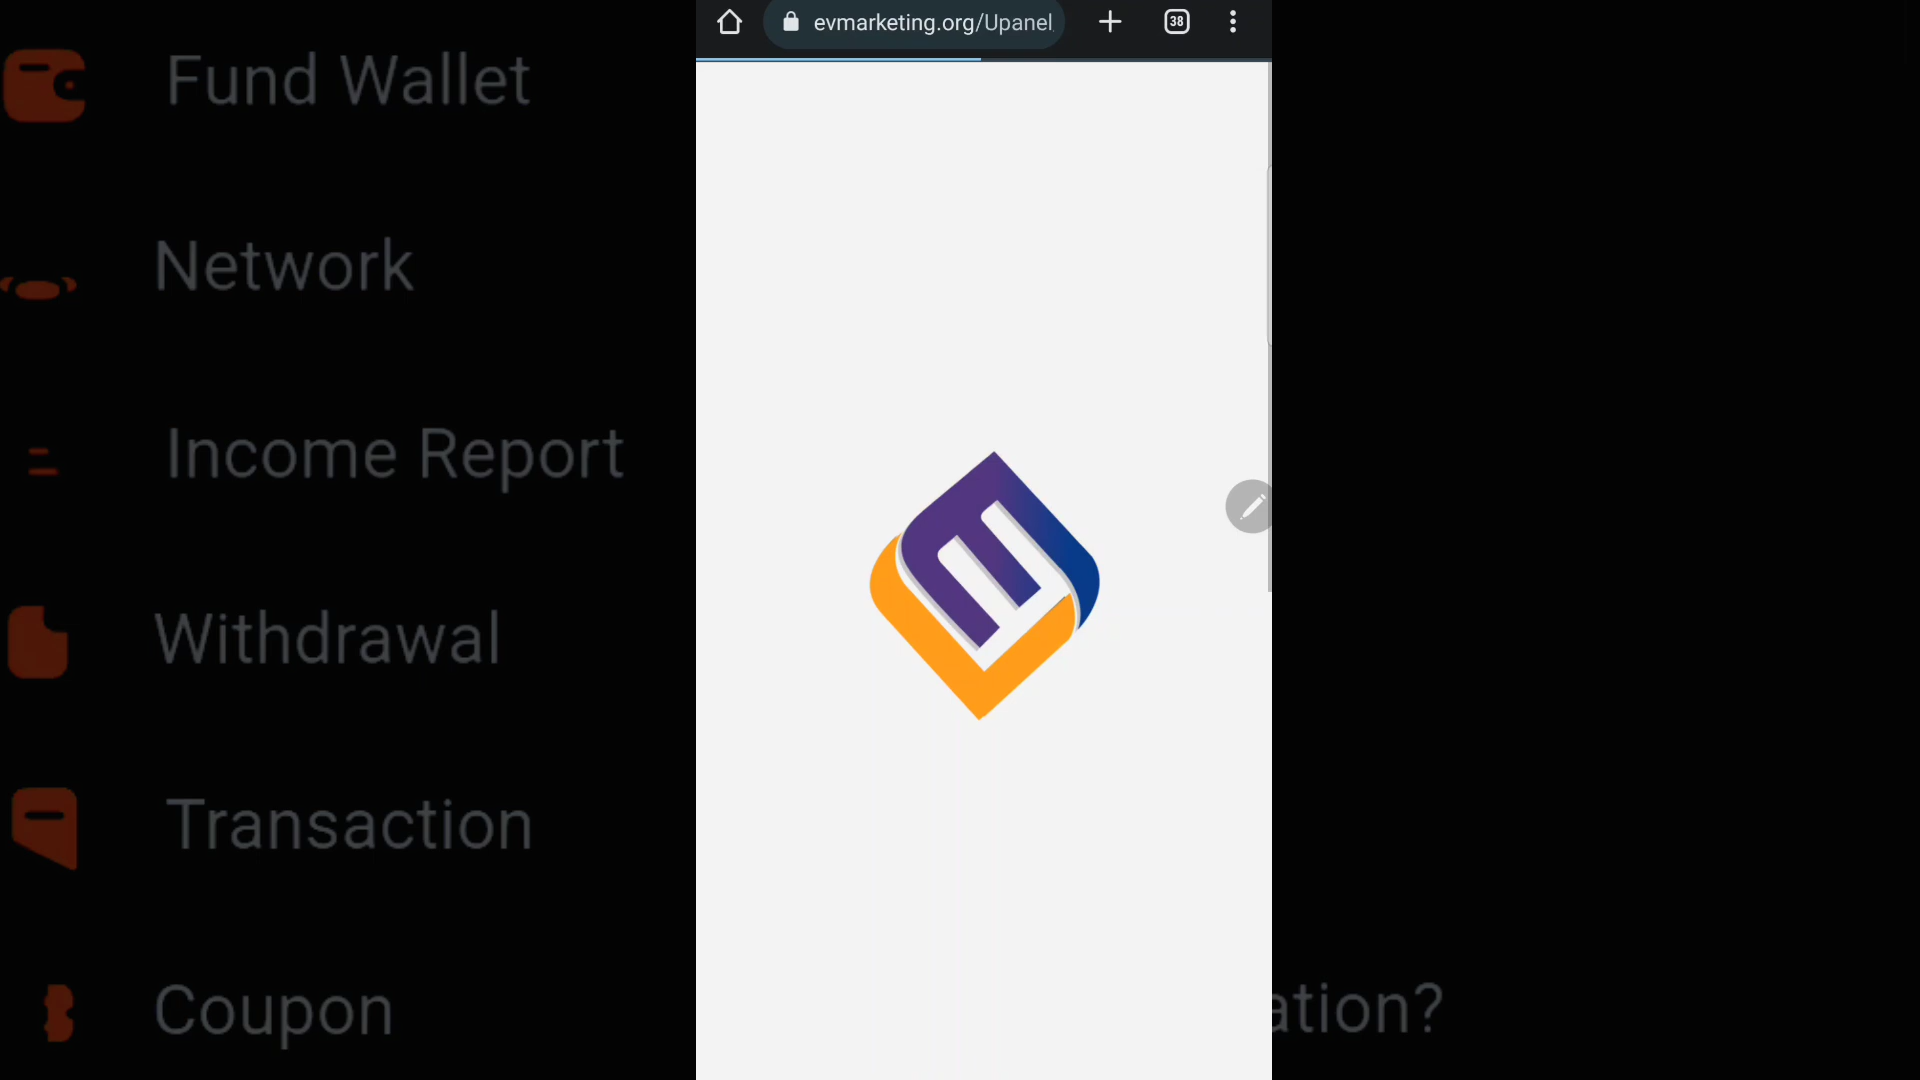 evmarketing.org/Upanel
38
Fund Wallet
Network
Income Report
Withdrawal
Transaction
Coupon
ation?